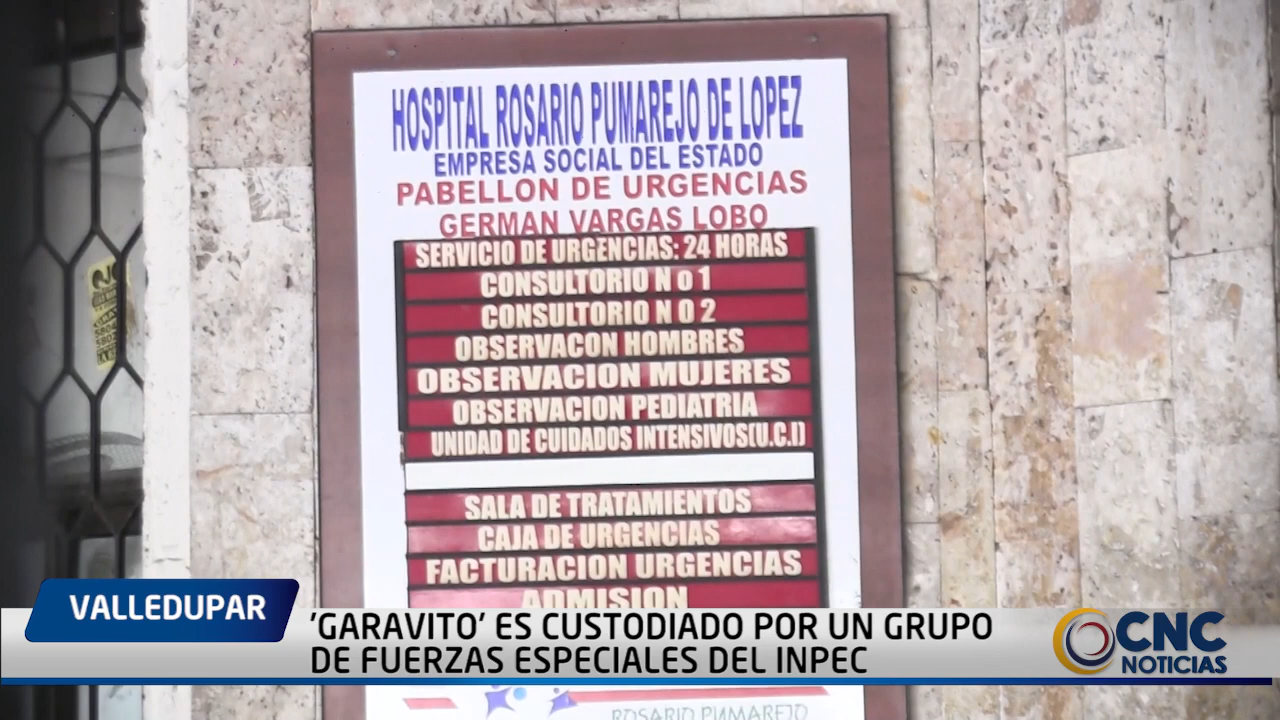 HOSPITAL ROSARIO PUMAREJO DE LOPEZ
EMPRESA SOCIAL DEL ESTADO
PABELLON DE URGENCIAS
GERMAN VARGAS LOBO
SERVICIO DE URGENCIAS: 24 HORAS
CONSULTORIO N o 1
CONSULTORIO N O 2
OBSERVACON HOMBRES
OBSERVACION MUJERES
OBSERVACION PEDIATRIA
UNIDAD DE CUIDADOS INTENSIVOS(U.C.I)
SALA DE TRATAMIENTOS
CAJA DE URGENCIAS
FACTURACION URGENCIAS
ADMISION
VALLEDUPAR
'GARAVITO' ES CUSTODIADO POR UN GRUPO
DE FUERZAS ESPECIALES DEL INPEC
CNC
NOTICIAS
ROSARIO PUMAREJO